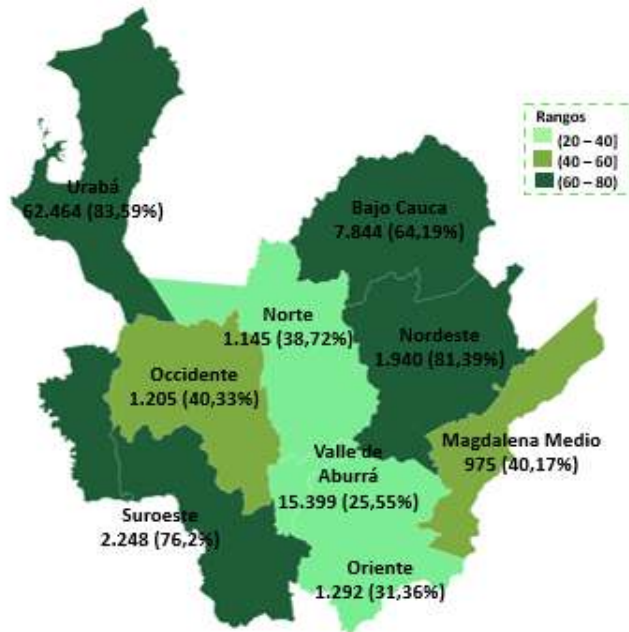 Rangos
(20 – 40]
(40 – 60]
(60 – 80)
Urabá
62.464 (83,59%)
Bajo Cauca
7.844 (64,19%)
Norte
1.145 (38,72%)
Nordeste
1.940 (81,39%)
Occidente
1.205 (40,33%)
Magdalena Medio
975 (40,17%)
Valle de
Aburrá
15.399 (25,55%)
Suroeste
2.248 (76,2%)
Oriente
1.292 (31,36%)